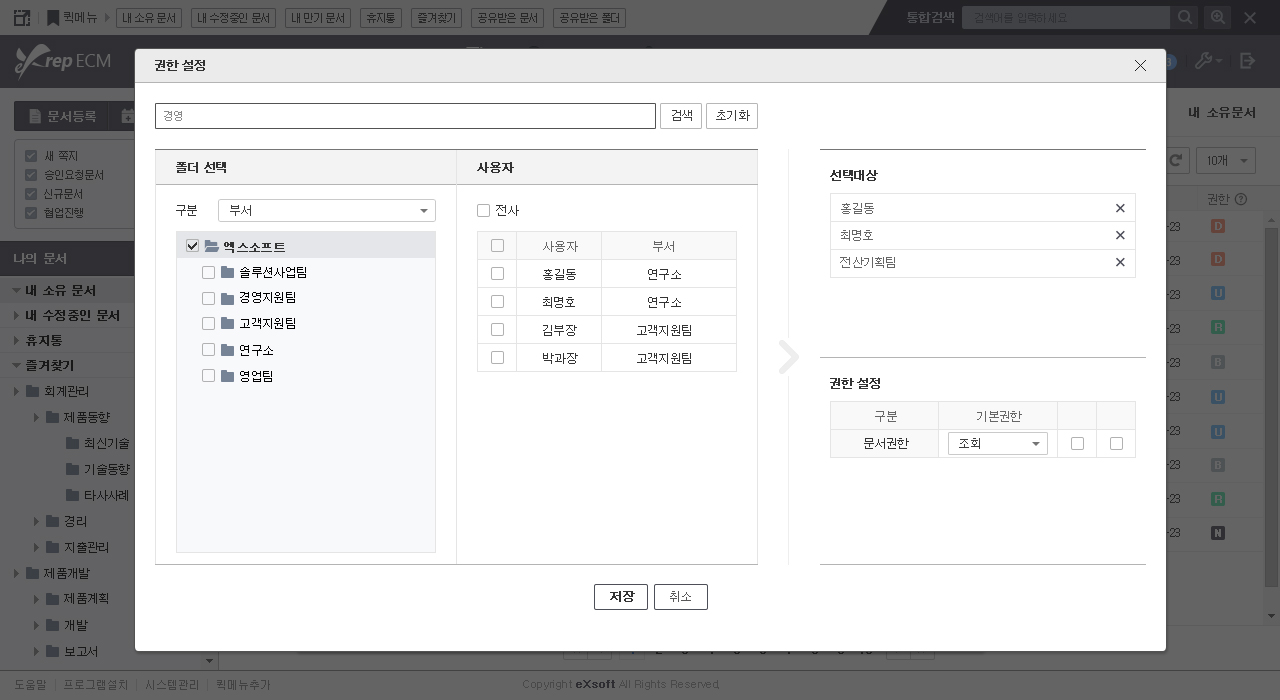 퀵메뉴 내 소유 문서 내 수정중인 문서 내 만기 문서 휴지통 즐겨찾기 공유받은 문서 공유받은 폴더 통합검색 검색어를 입력하세요
Xrep ECM
권한 설정
문서등록
내 소유문서
경영 검색 초기화
새 쪽지
승인요청문서
신규문서
협업진행
10개
권한
폴더 선택 사용자
선택대상
구분 부서
전사
홍길동
최명호
전산기획팀
나의 문서
내 소유 문서
내 수정중인 문서
휴지통
즐겨찾기
회계관리
제품동향
최신기술
기술동향
타사사례
경리
지출관리
제품개발
제품계획
개발
보고서
엑스소프트
솔루션사업팀
경영지원팀
고객지원팀
연구소
영업팀
사용자 부서
홍길동 연구소
최명호 연구소
김부장 고객지원팀
박과장 고객지원팀
권한 설정
구분 기본권한
문서권한 조회
-23 D
-23 D
-23 U
-23 R
-23 B
-23 U
-23 U
-23 B
-23 R
-23 N
저장 취소
도움말 프로그램설치 시스템관리 퀵메뉴추가
Copyright eXsoft All Rights Reserved.